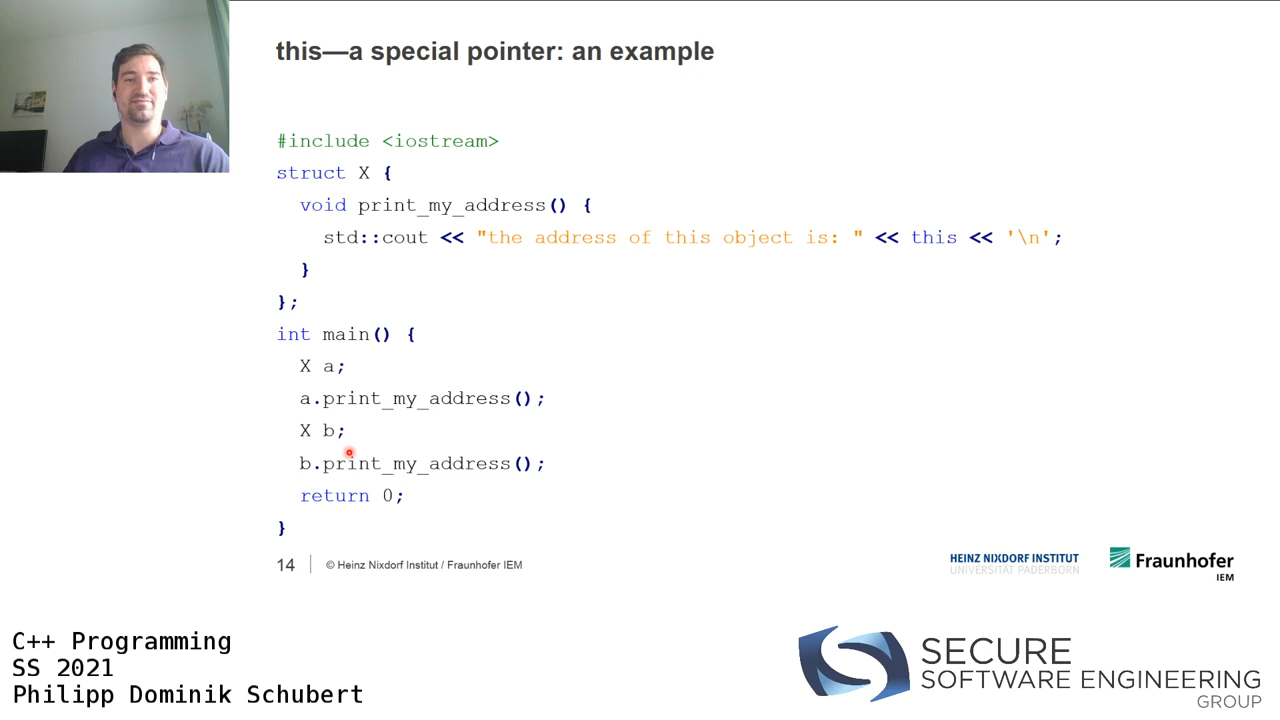 this—a special pointer: an example
#include <iostream>
struct X {
  void print_my_address() {
    std::cout << "the address of this object is: " << this << '\n';
  }
};
int main() {
  X a;
  a.print_my_address();
  X b;
  b.print_my_address();
  return 0;
}
14 © Heinz Nixdorf Institut / Fraunhofer IEM
HEINZ NIXDORF INSTITUT
UNIVERSITÄT PADERBORN
Fraunhofer
IEM
C++ Programming
SS 2021
Philipp Dominik Schubert
SECURE
SOFTWARE ENGINEERING
GROUP